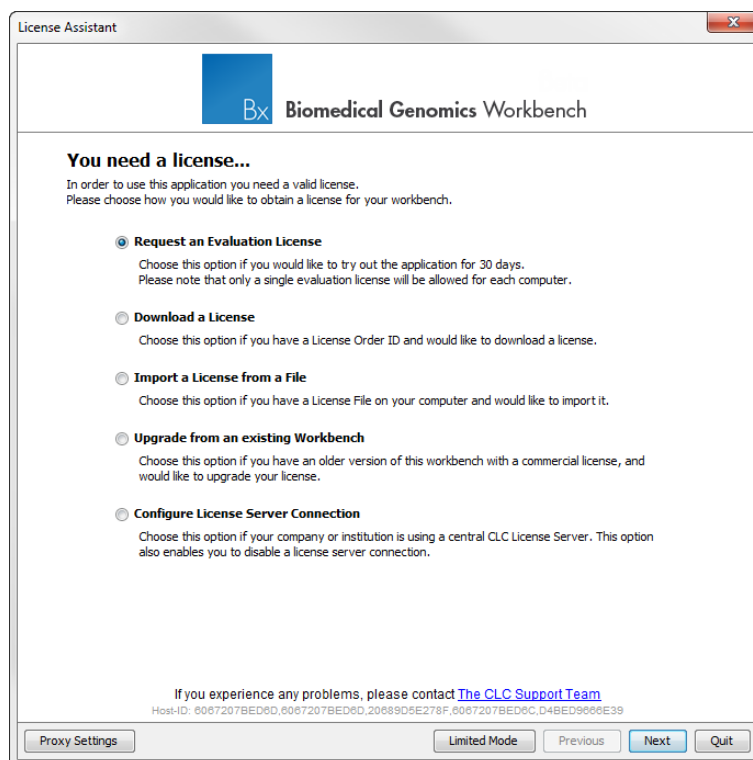 License Assistant
Bx Biomedical Genomics Workbench
You need a license...
In order to use this application you need a valid license.
Please choose how you would like to obtain a license for your workbench.
Request an Evaluation License
Choose this option if you would like to try out the application for 30 days.
Please note that only a single evaluation license will be allowed for each computer.
Download a License
Choose this option if you have a License Order ID and would like to download a license.
Import a License from a File
Choose this option if you have a License File on your computer and would like to import it.
Upgrade from an existing Workbench
Choose this option if you have an older version of this workbench with a commercial license, and
would like to upgrade your license.
Configure License Server Connection
Choose this option if your company or institution is using a central CLC License Server. This option
also enables you to disable a license server connection.
If you experience any problems, please contact The CLC Support Team
Host-ID: 6067207BED6D,6067207BED6D,20689D5E278F,6067207BED6C,D4BED9666E39
Proxy Settings Limited Mode Previous Next Quit